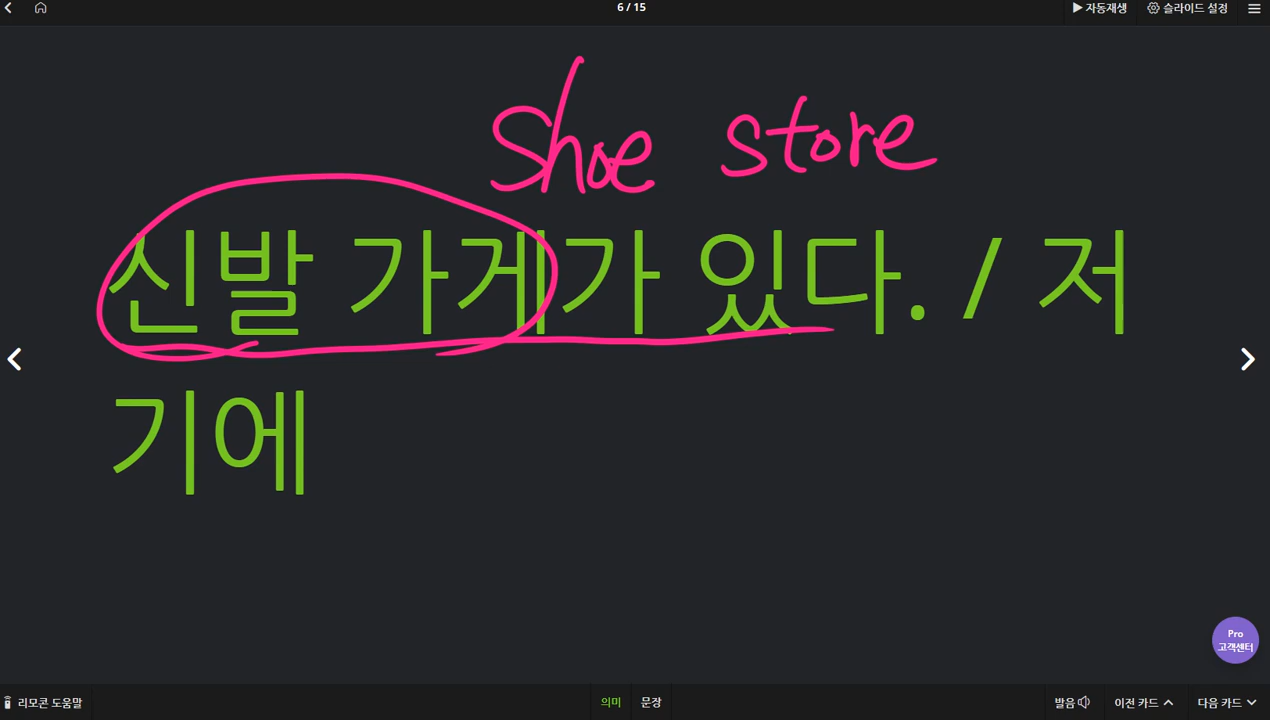 6 / 15
자동재생
슬라이드 설정
Shoe store
신발 가게가 있다. / 저
기에
Pro
고객센터
리모콘 도움말
의미
문장
발음
이전 카드
다음 카드